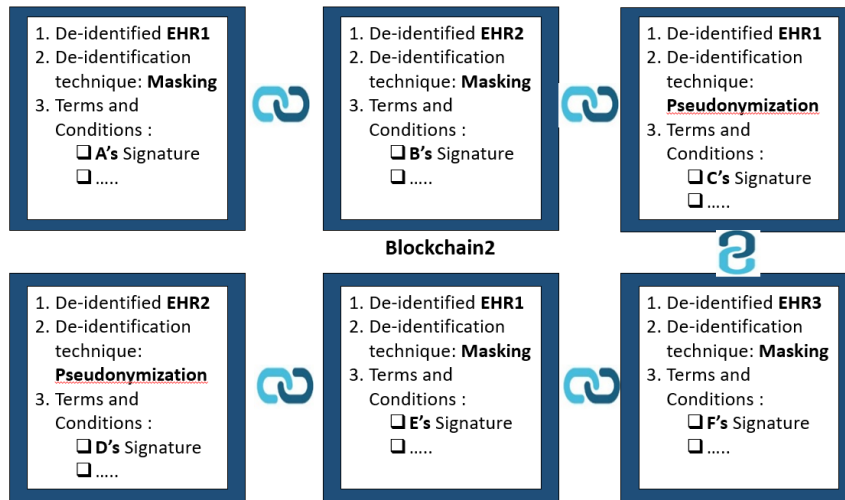 1. De-identified EHR1
2. De-identification
technique: Masking
3. Terms and
Conditions :
❑ A’s Signature
❑ .....
1. De-identified EHR2
2. De-identification
technique: Masking
3. Terms and
Conditions :
❑ B’s Signature
❑ .....
1. De-identified EHR1
2. De-identification
technique:
Pseudonymization
3. Terms and
Conditions :
❑ C’s Signature
❑ .....
Blockchain2
1. De-identified EHR2
2. De-identification
technique:
Pseudonymization
3. Terms and
Conditions :
❑ D’s Signature
❑ .....
1. De-identified EHR1
2. De-identification
technique: Masking
3. Terms and
Conditions :
❑ E’s Signature
❑ .....
1. De-identified EHR3
2. De-identification
technique: Masking
3. Terms and
Conditions :
❑ F’s Signature
❑ .....